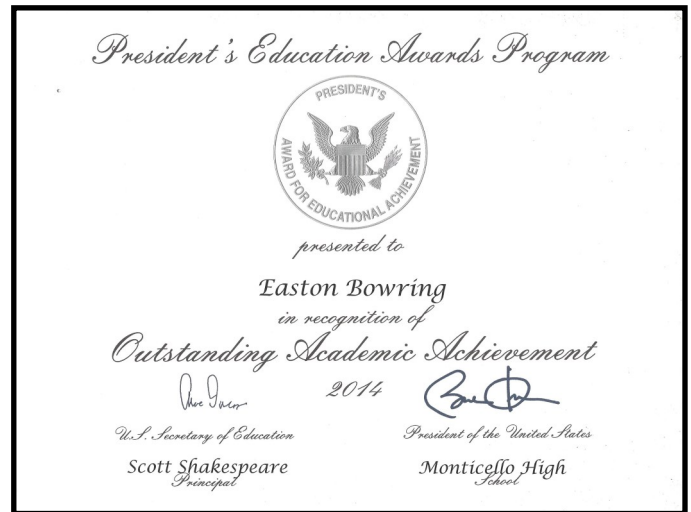 President's Education Awards Program
PRESIDENT'S
AWARD FOR EDUCATIONAL ACHIEVEMENT
presented to
Easton Bowring
in recognition of
Outstanding Academic Achievement
2014
U.S. Secretary of Education
President of the United States
Scott Shakespeare
Principal
Monticello High
School